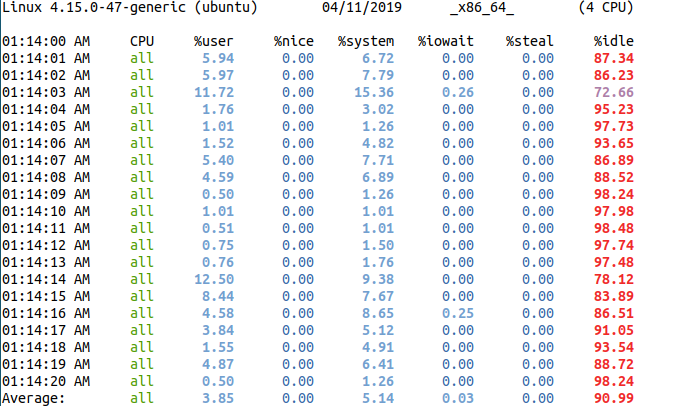 Linux 4.15.0-47-generic (ubuntu) 04/11/2019 _x86_64_ (4 CPU)
01:14:00 AM CPU %user %nice %system %iowait %steal %idle
01:14:01 AM all 5.94 0.00 6.72 0.00 0.00 87.34
01:14:02 AM all 5.97 0.00 7.79 0.00 0.00 86.23
01:14:03 AM all 11.72 0.00 15.36 0.26 0.00 72.66
01:14:04 AM all 1.76 0.00 3.02 0.00 0.00 95.23
01:14:05 AM all 1.01 0.00 1.26 0.00 0.00 97.73
01:14:06 AM all 1.52 0.00 4.82 0.00 0.00 93.65
01:14:07 AM all 5.40 0.00 7.71 0.00 0.00 86.89
01:14:08 AM all 4.59 0.00 6.89 0.00 0.00 88.52
01:14:09 AM all 0.50 0.00 1.26 0.00 0.00 98.24
01:14:10 AM all 1.01 0.00 1.01 0.00 0.00 97.98
01:14:11 AM all 0.51 0.00 1.01 0.00 0.00 98.48
01:14:12 AM all 0.75 0.00 1.50 0.00 0.00 97.74
01:14:13 AM all 0.76 0.00 1.76 0.00 0.00 97.48
01:14:14 AM all 12.50 0.00 9.38 0.00 0.00 78.12
01:14:15 AM all 8.44 0.00 7.67 0.00 0.00 83.89
01:14:16 AM all 4.58 0.00 8.65 0.25 0.00 86.51
01:14:17 AM all 3.84 0.00 5.12 0.00 0.00 91.05
01:14:18 AM all 1.55 0.00 4.91 0.00 0.00 93.54
01:14:19 AM all 4.87 0.00 6.41 0.00 0.00 88.72
01:14:20 AM all 0.50 0.00 1.26 0.00 0.00 98.24
Average: all 3.85 0.00 5.14 0.03 0.00 90.99